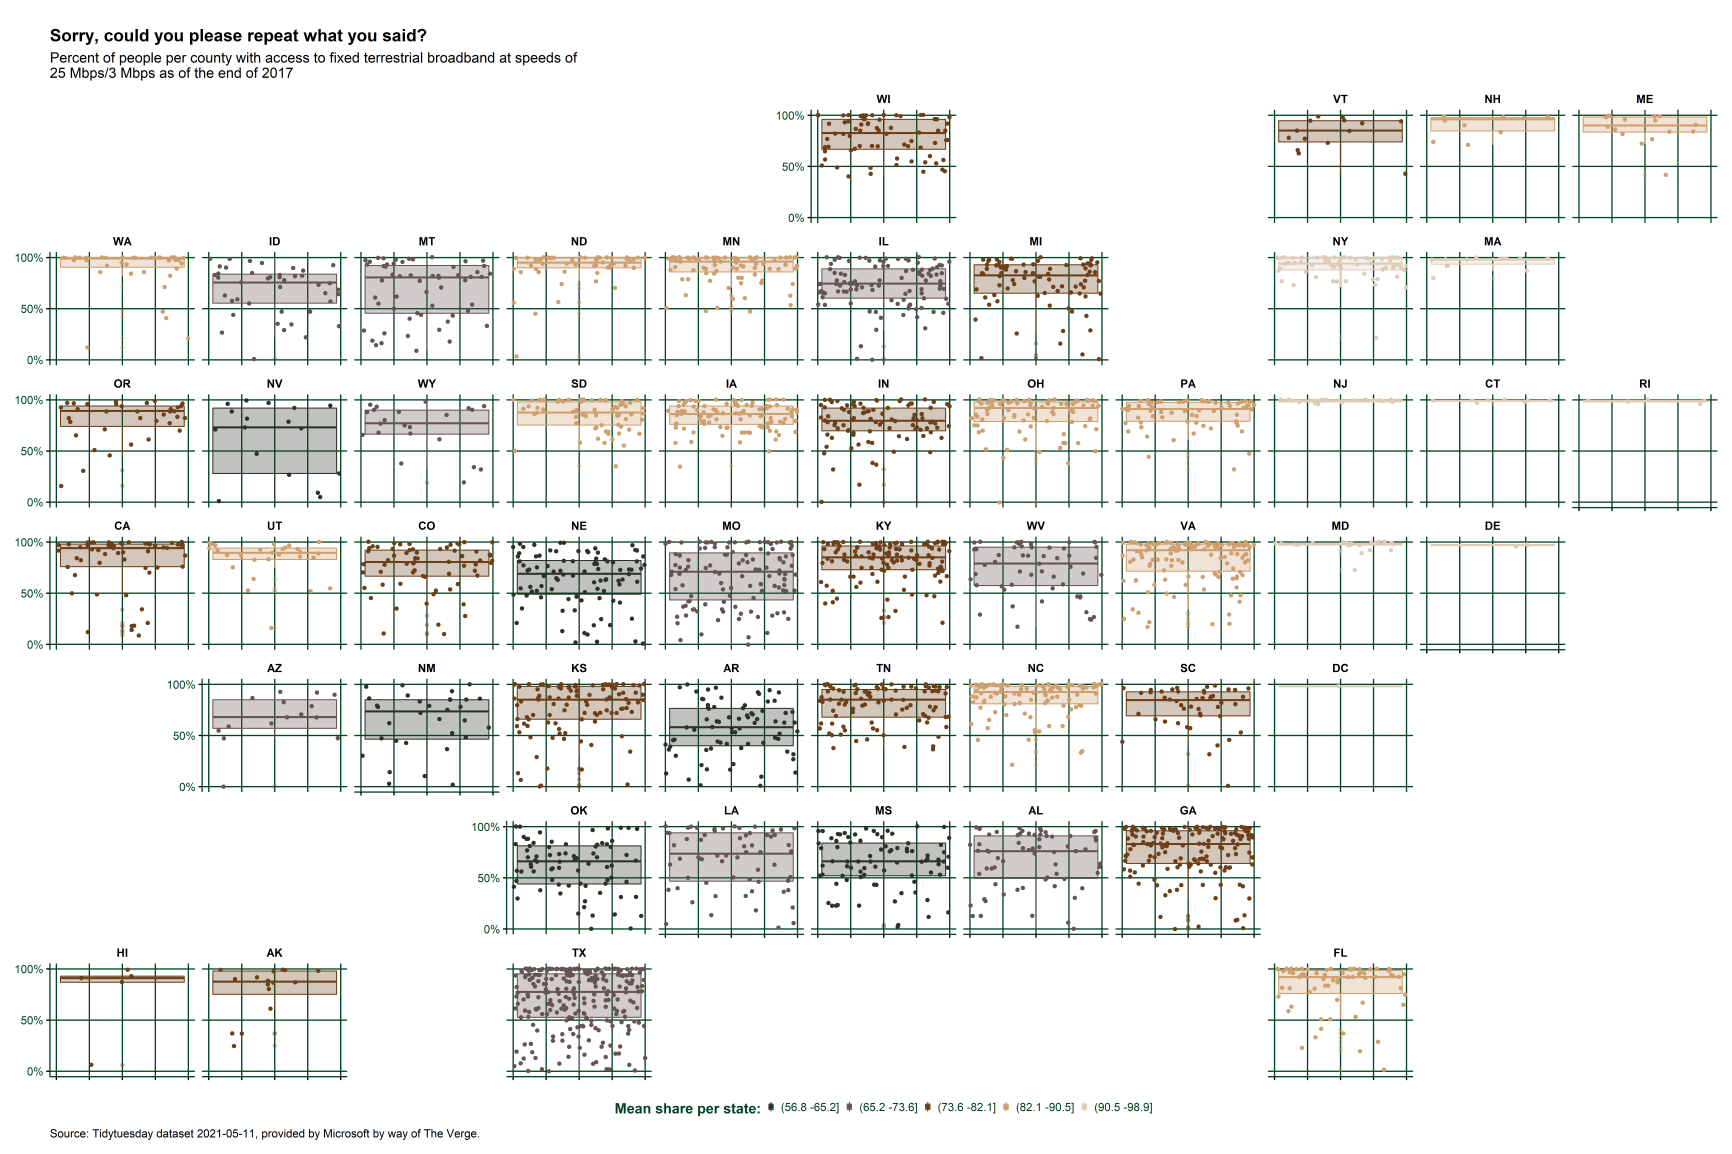 Sorry, could you please repeat what you said?
Percent of people per county with access to fixed terrestrial broadband at speeds of
25 Mbps/3 Mbps as of the end of 2017
WI VT NH ME
100%
50%
0%
WA ID MT ND MN IL MI NY MA
100%
50%
0%
OR NV WY SD IA IN OH PA NJ CT RI
100%
50%
0%
CA UT CO NE MO KY WV VA MD DE
100%
50%
0%
AZ NM KS AR TN NC SC DC
100%
50%
0%
OK LA MS AL GA
100%
50%
0%
HI AK TX FL
100%
50%
0%
Mean share per state: (56.8 -65.2] (65.2 -73.6] (73.6 -82.1] (82.1 -90.5] (90.5 -98.9]
Source: Tidytuesday dataset 2021-05-11, provided by Microsoft by way of The Verge.